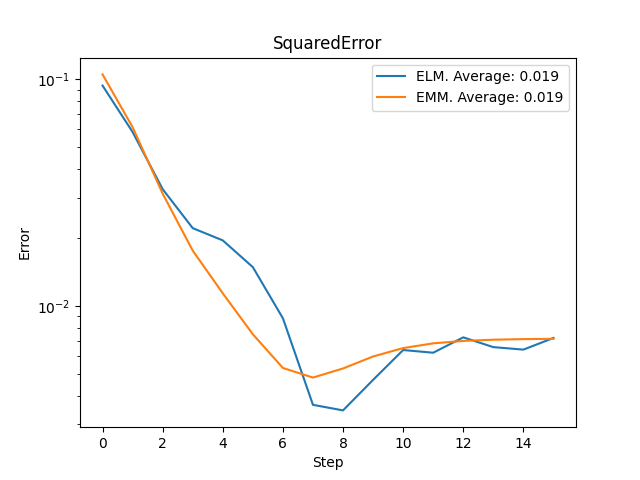 SquaredError
ELM. Average: 0.019
EMM. Average: 0.019
10⁻¹
10⁻²
Error
0 2 4 6 8 10 12 14
Step